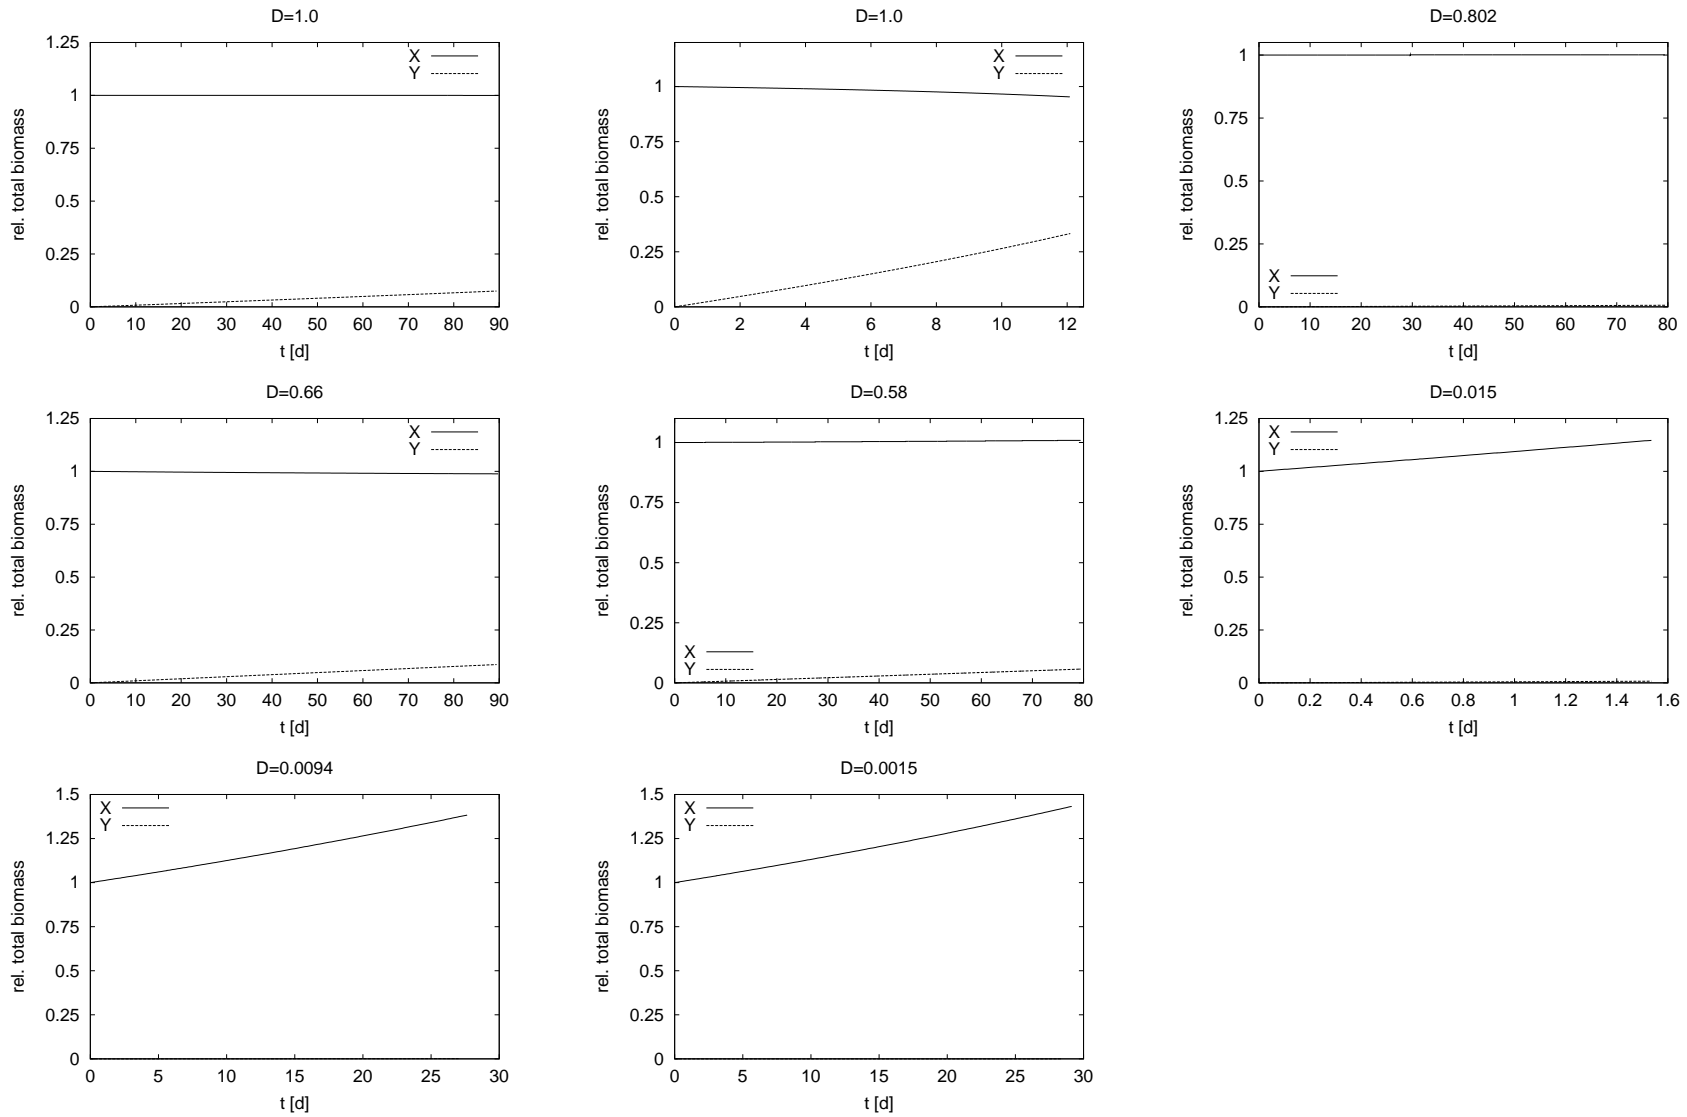 D=1.0
1.25
1
0.75
0.5
0.25
0
rel. total biomass
X
Y
0 10 20 30 40 50 60 70 80 90
t [d]
D=1.0
1
0.75
0.5
0.25
0
rel. total biomass
X
Y
0 2 4 6 8 10 12
t [d]
D=0.802
1
0.75
0.5
0.25
0
rel. total biomass
X
Y
0 10 20 30 40 50 60 70 80
t [d]
D=0.66
1.25
1
0.75
0.5
0.25
0
rel. total biomass
X
Y
0 10 20 30 40 50 60 70 80 90
t [d]
D=0.58
1
0.75
0.5
0.25
0
rel. total biomass
X
Y
0 10 20 30 40 50 60 70 80
t [d]
D=0.015
1.25
1
0.75
0.5
0.25
0
rel. total biomass
X
Y
0 0.2 0.4 0.6 0.8 1 1.2 1.4 1.6
t [d]
D=0.0094
1.5
1.25
1
0.75
0.5
0.25
0
rel. total biomass
X
Y
0 5 10 15 20 25 30
t [d]
D=0.0015
1.5
1.25
1
0.75
0.5
0.25
0
rel. total biomass
X
Y
0 5 10 15 20 25 30
t [d]